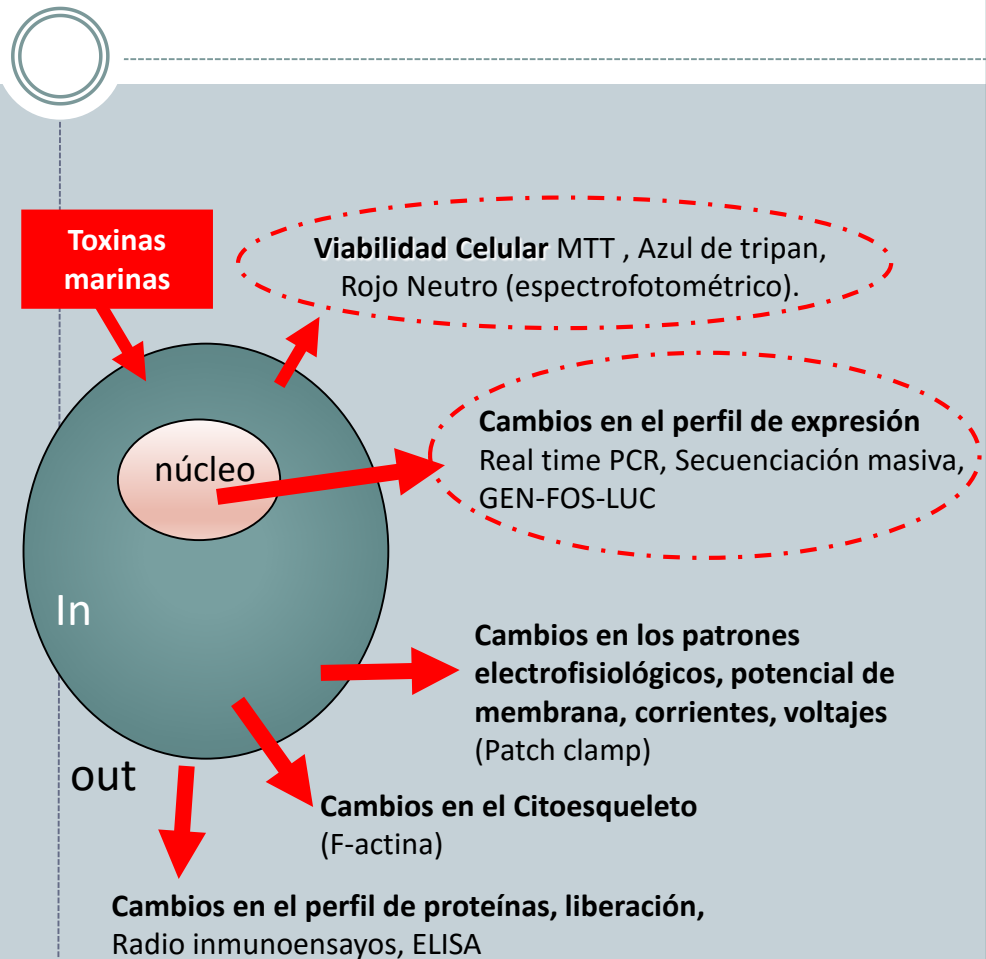 Toxinas
marinas
Viabilidad Celular MTT , Azul de tripan,
Rojo Neutro (espectrofotométrico).
núcleo
Cambios en el perfil de expresión
Real time PCR, Secuenciación masiva,
GEN-FOS-LUC
In
Cambios en los patrones
electrofisiológicos, potencial de
membrana, corrientes, voltajes
(Patch clamp)
out
Cambios en el Citoesqueleto
(F-actina)
Cambios en el perfil de proteínas, liberación,
Radio inmunoensayos, ELISA